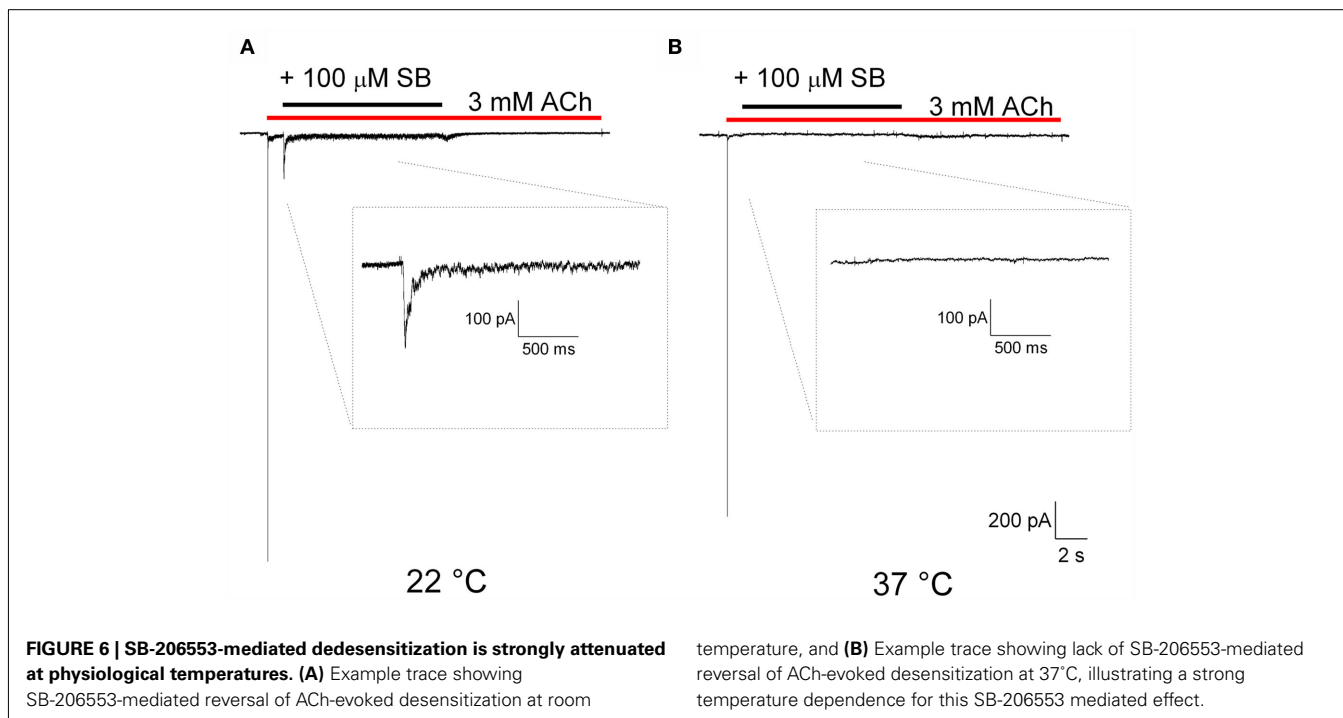 A
+ 100 μM SB
3 mM ACh
100 pA
500 ms
22 °C
B
+ 100 μM SB
3 mM ACh
100 pA
500 ms
200 pA
2 s
37 °C
FIGURE 6 | SB-206553-mediated dedesensitization is strongly attenuated
at physiological temperatures. (A) Example trace showing
SB-206553-mediated reversal of ACh-evoked desensitization at room
temperature, and (B) Example trace showing lack of SB-206553-mediated
reversal of ACh-evoked desensitization at 37˚C, illustrating a strong
temperature dependence for this SB-206553 mediated effect.